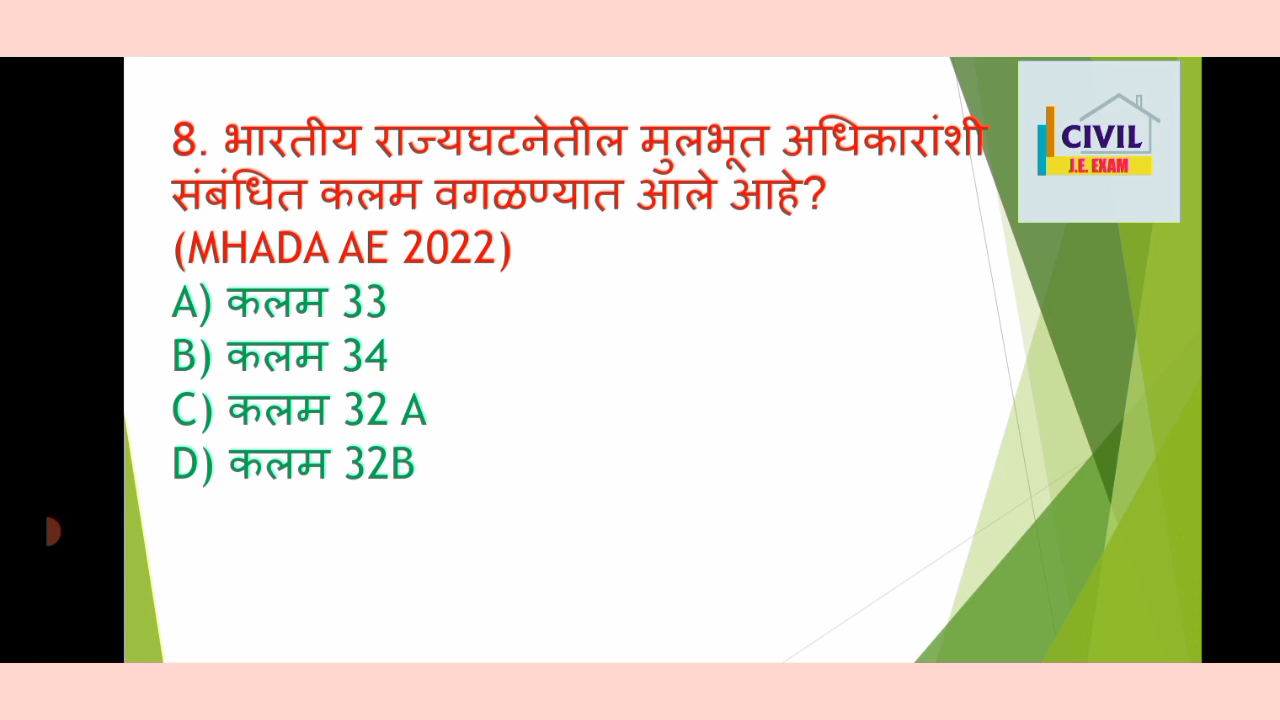 8. भारतीय राज्यघटनेतील मुलभूत अधिकारांशी
संबंधित कलम वगळण्यात आले आहे?
(MHADA AE 2022)
A) कलम 33
B) कलम 34
C) कलम 32 A
D) कलम 32B
CIVIL
J.E. EXAM